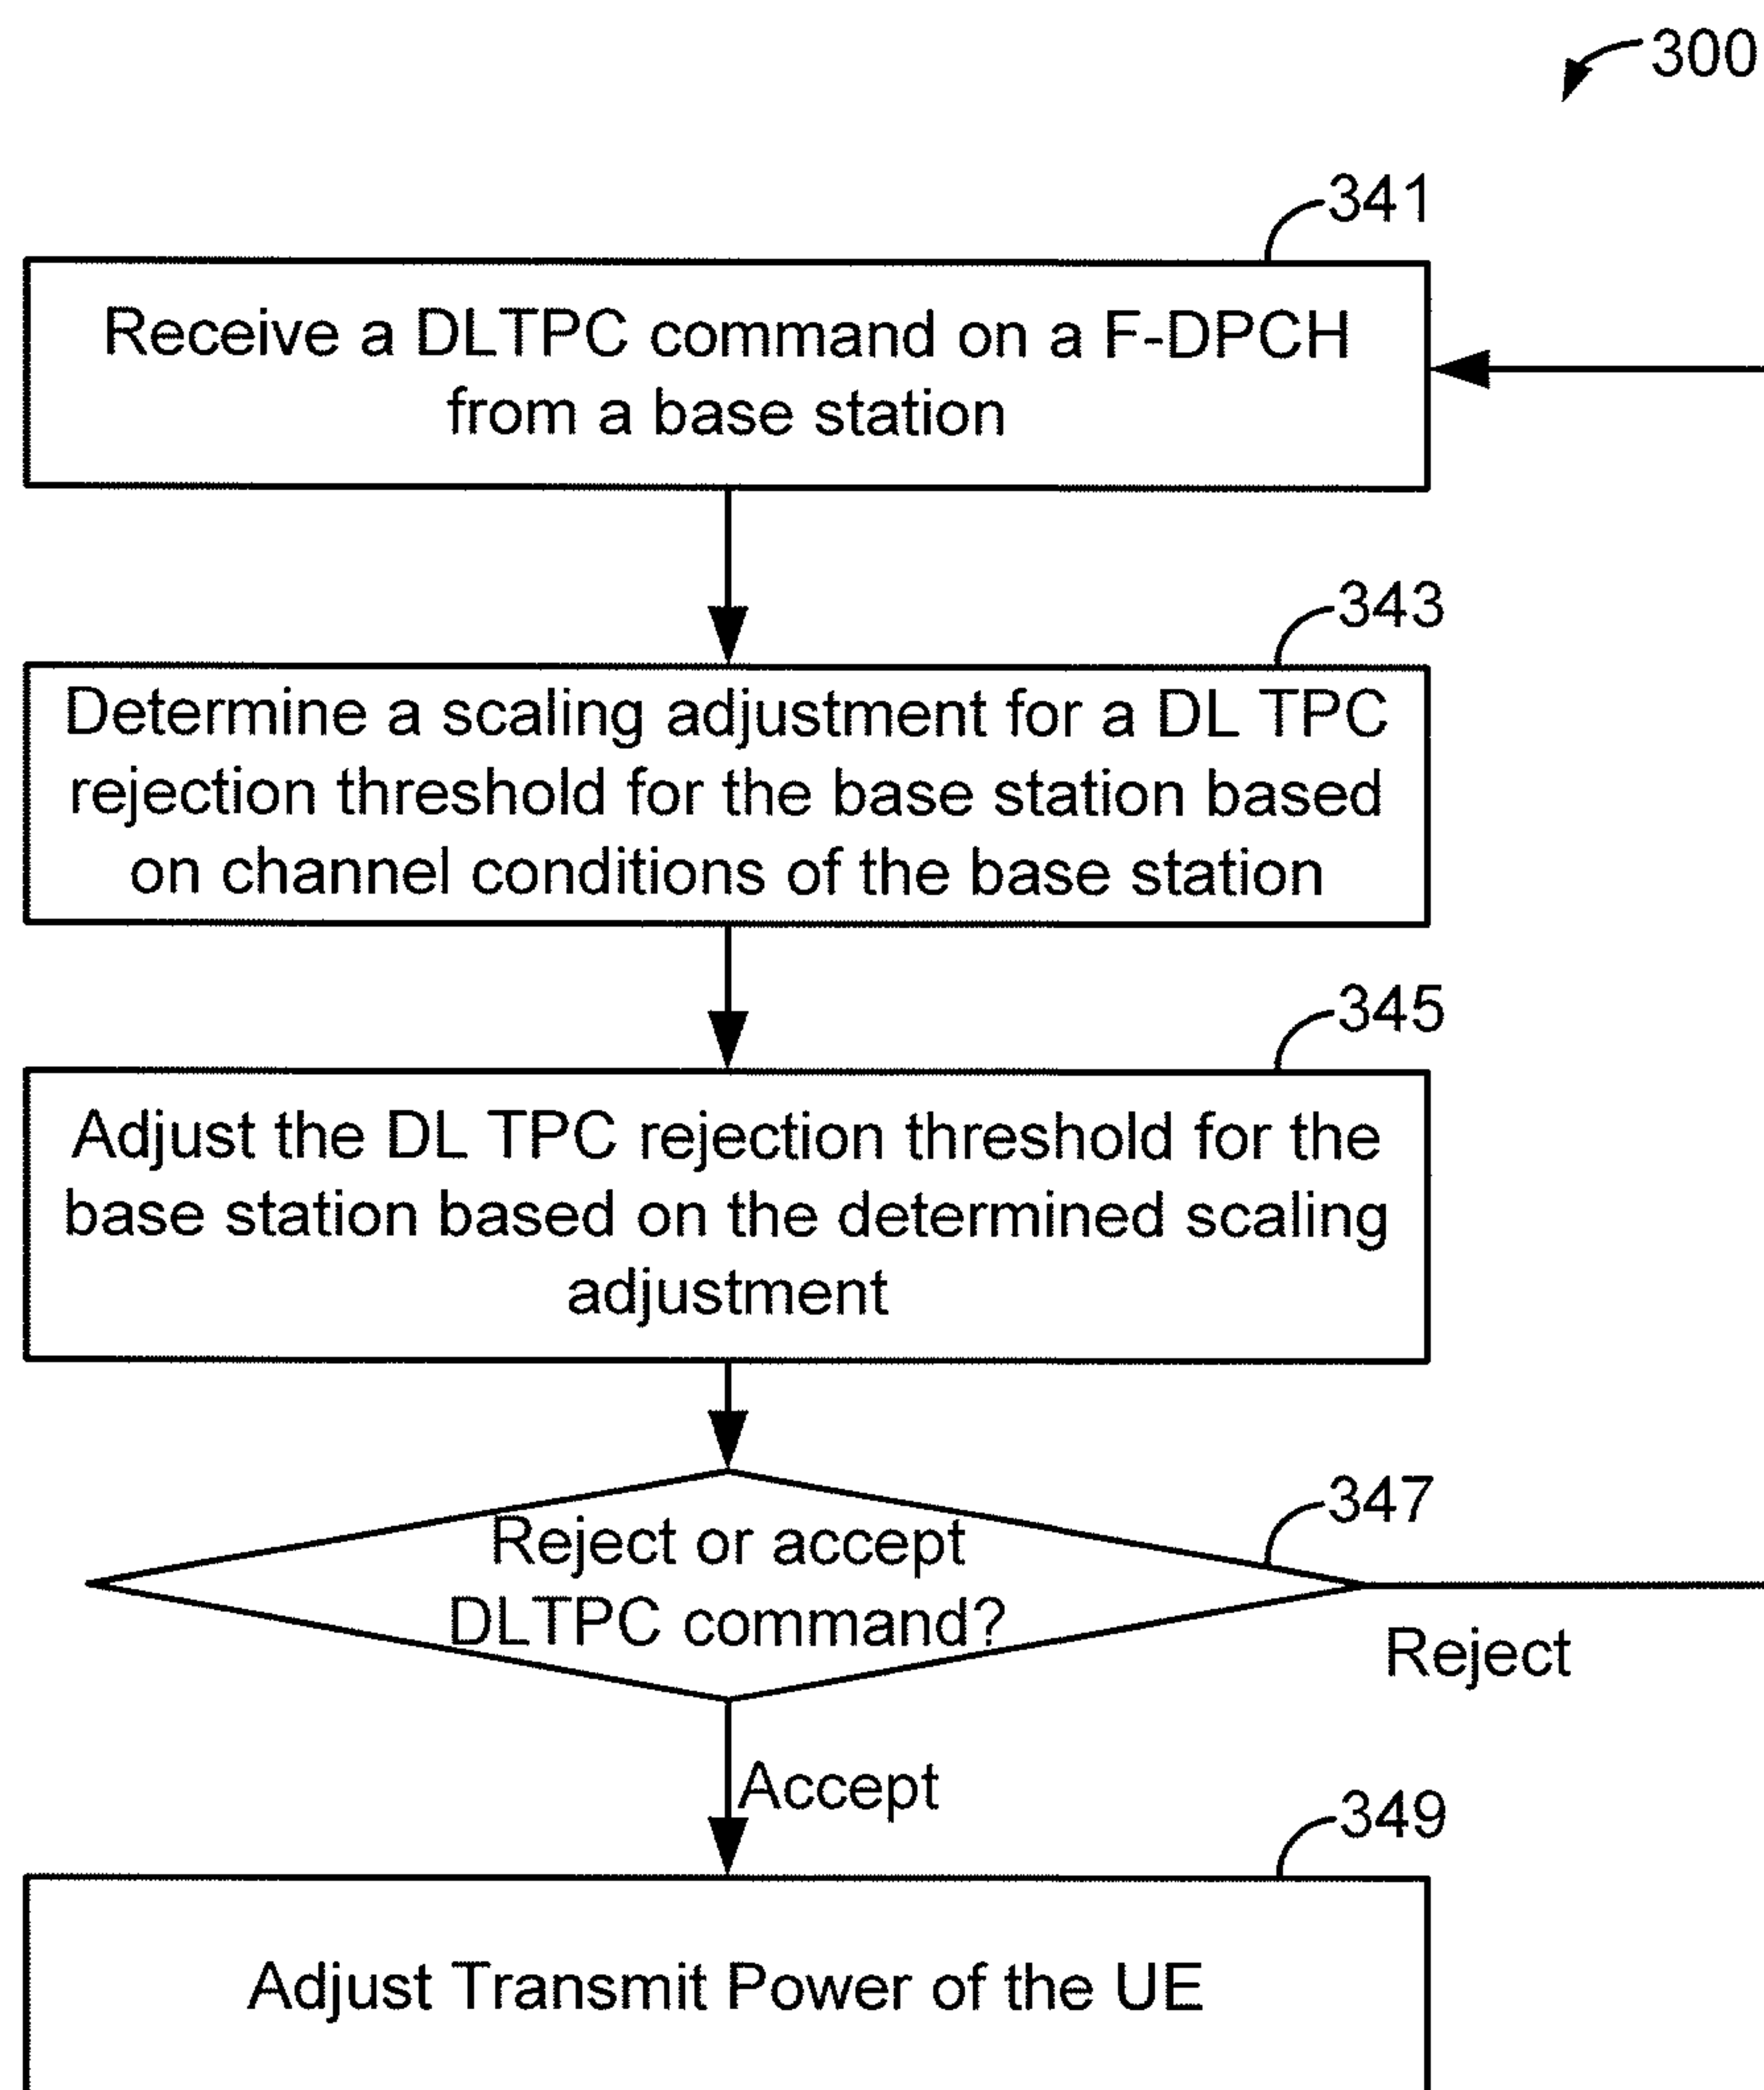 300
341
Receive a DLTPC command on a F-DPCH
from a base station
343
Determine a scaling adjustment for a DL TPC
rejection threshold for the base station based
on channel conditions of the base station
345
Adjust the DL TPC rejection threshold for the
base station based on the determined scaling
adjustment
347
Reject or accept
DLTPC command?
Reject
Accept
349
Adjust Transmit Power of the UE